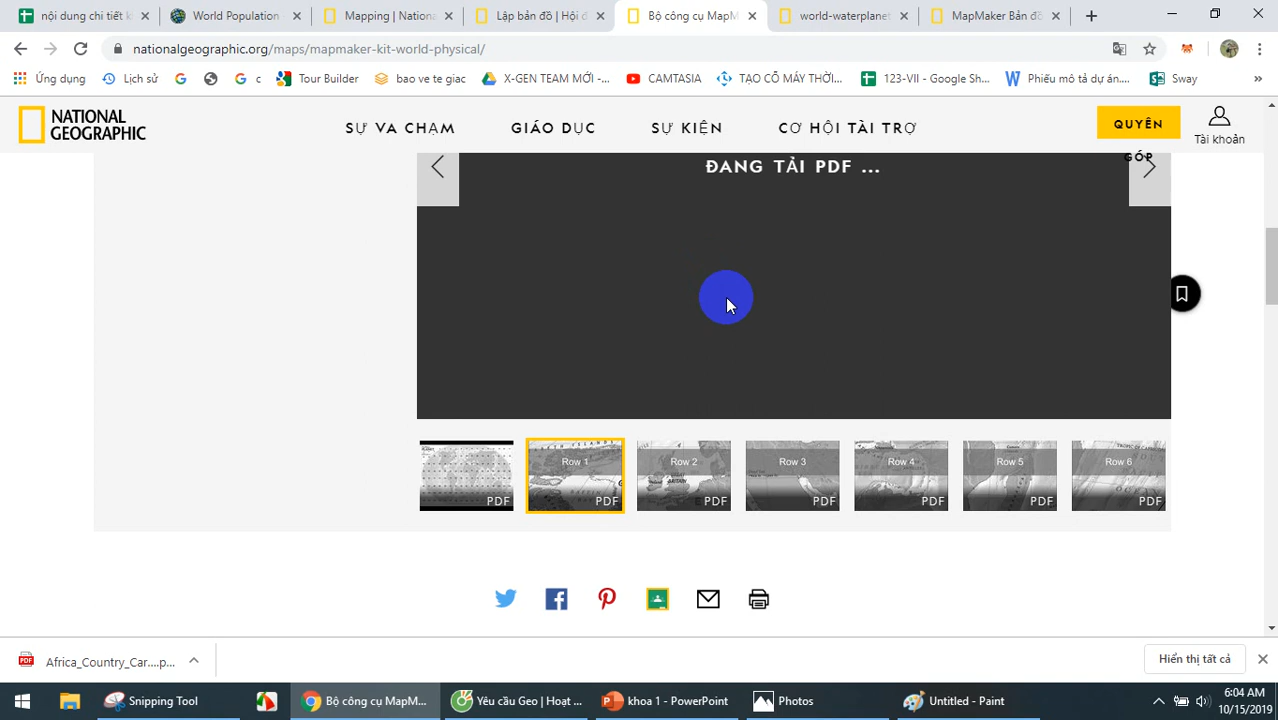 nội dung chi tiết k
World Population
Mapping | Nationa
Lập bản đồ | Hội đ
Bộ công cụ MapM
world-waterplanet
MapMaker Bản đồ
nationalgeographic.org/maps/mapmaker-kit-world-physical/
Ứng dụng
Lịch sử
c
Tour Builder
bao ve te giac
X-GEN TEAM MỚI -...
CAMTASIA
TẠO CỖ MÁY THỜI...
123-VII - Google Sh...
Phiếu mô tả dự án....
Sway
»
NATIONAL
GEOGRAPHIC
SỰ VA CHẠM
GIÁO DỤC
SỰ KIỆN
CƠ HỘI TÀI TRỢ
QUYÊN
GÓP
Tài khoản
ĐANG TẢI PDF ...
PDF
Row 1
PDF
Row 2
PDF
Row 3
PDF
Row 4
PDF
Row 5
PDF
Row 6
PDF
Africa_Country_Car....p...
Hiển thị tất cả
Snipping Tool
Bộ công cụ MapM...
Yêu cầu Geo | Hoạt ...
khoa 1 - PowerPoint
Photos
Untitled - Paint
6:04 AM
10/15/2019